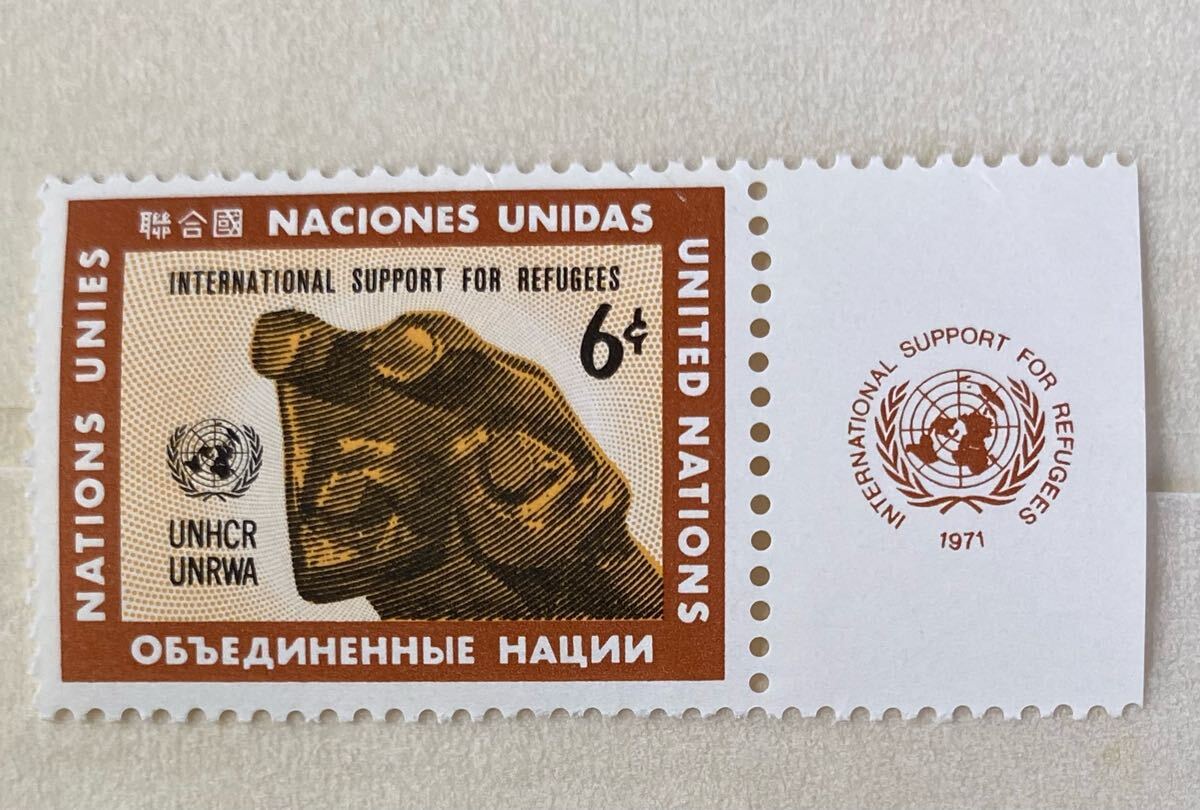 聯合國 NACIONES UNIDAS
NATIONS UNIES
UNITED NATIONS
INTERNATIONAL SUPPORT FOR REFUGEES
6¢
UNHCR
UNRWA
ОБЪЕДИНЕННЫЕ НАЦИИ
INTERNATIONAL SUPPORT FOR REFUGEES
1971